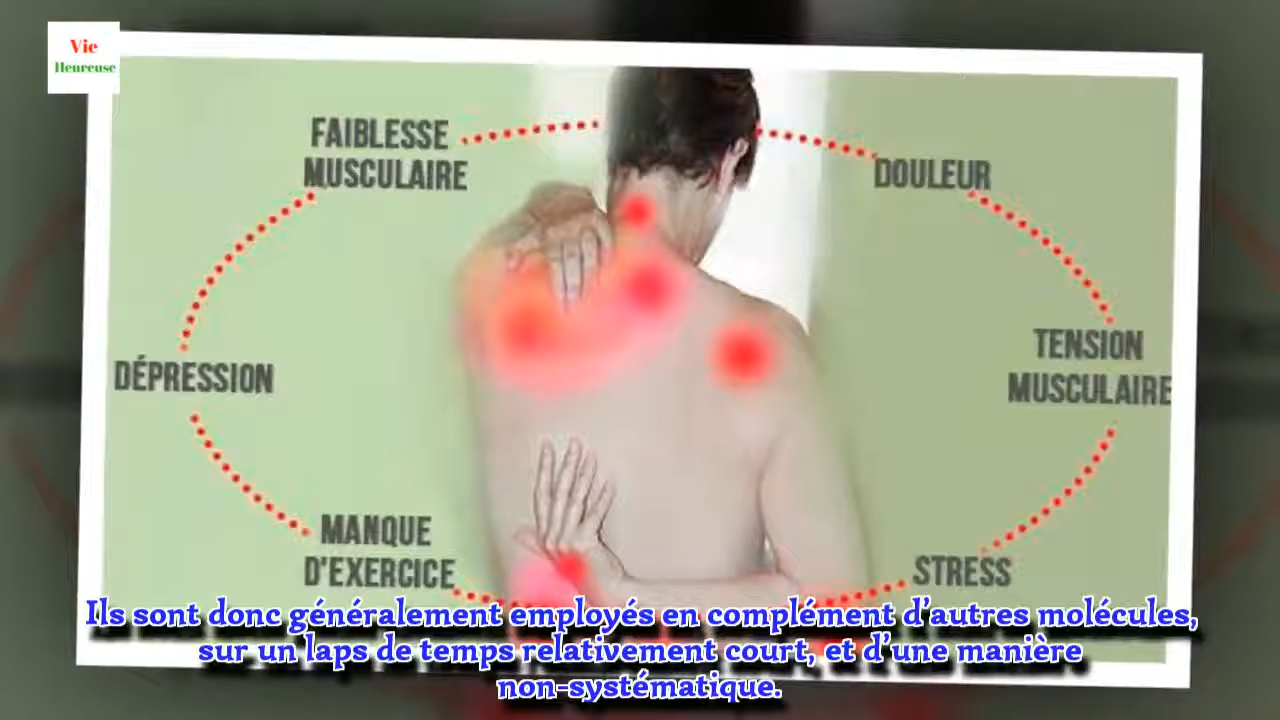 Vie
Heureuse
FAIBLESSE
MUSCULAIRE
DOULEUR
DÉPRESSION
TENSION
MUSCULAIRE
MANQUE
D'EXERCICE
STRESS
Ils sont donc généralement employés en complément d'autres molécules,
sur un laps de temps relativement court, et d'une manière
non-systématique.